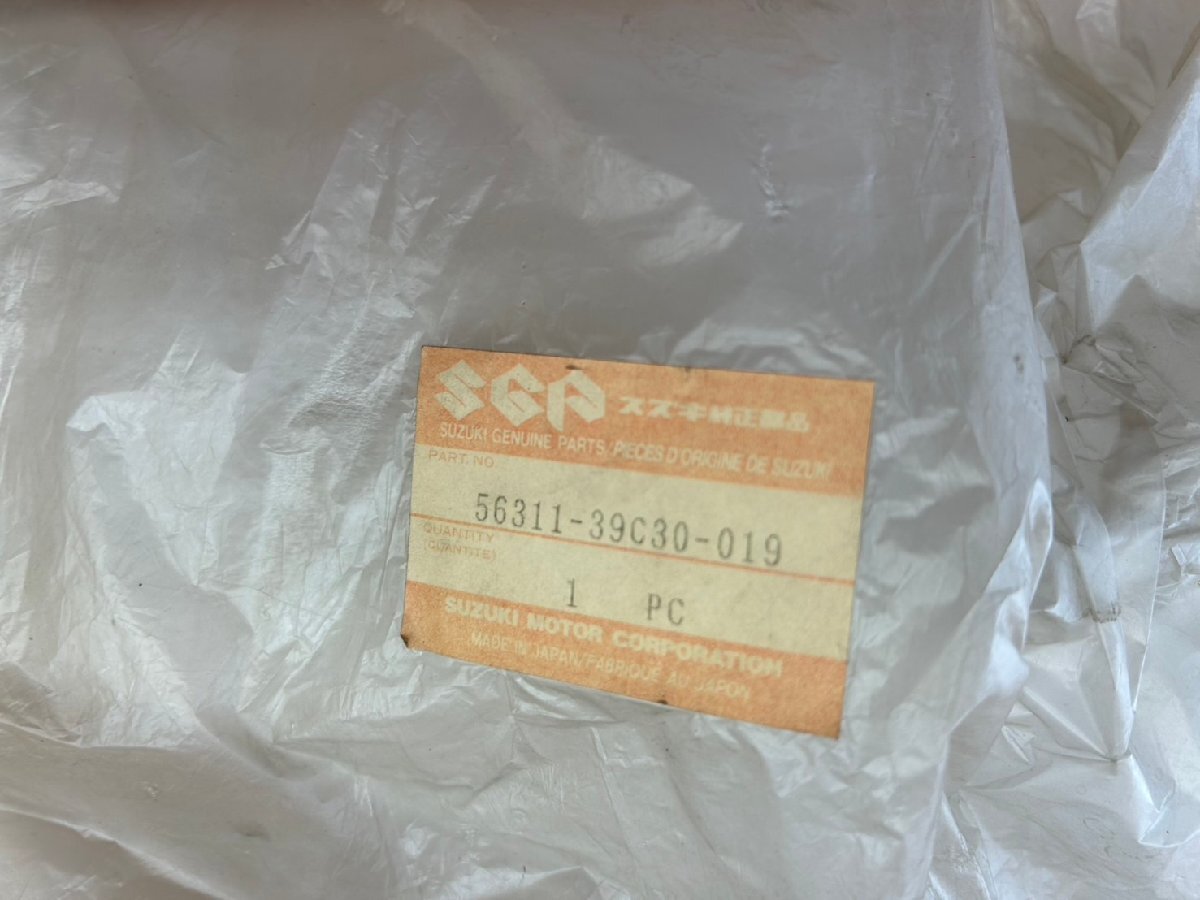 SGP スズキ純正部品
SUZUKI GENUINE PARTS/PIECES D'ORIGINE DE SUZUKI
PART. NO.
56311-39C30-019
QUANTITY
(QUANTITE)
1 PC
SUZUKI MOTOR CORPORATION
MADE IN JAPAN/FABRIQUE AU JAPON